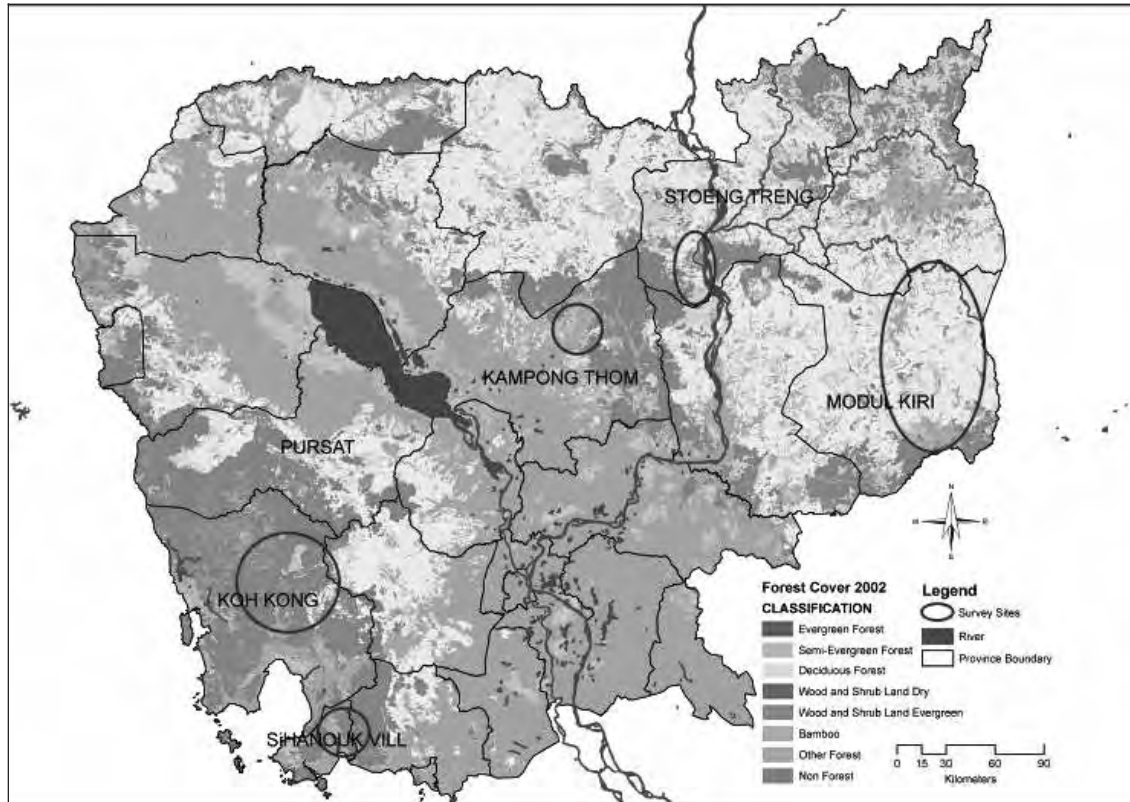 STOENG TRENG
KAMPONG THOM
MODUL KIRI
PURSAT
KOH KONG
SIHANOUK VILL
N
S
Forest Cover 2002
CLASSIFICATION
Evergreen Forest
Semi-Evergreen Forest
Deciduous Forest
Wood and Shrub Land Dry
Wood and Shrub Land Evergreen
Bamboo
Other Forest
Non Forest
Legend
Survey Sites
River
Province Boundary
0 15 30 60 90
Kilometers